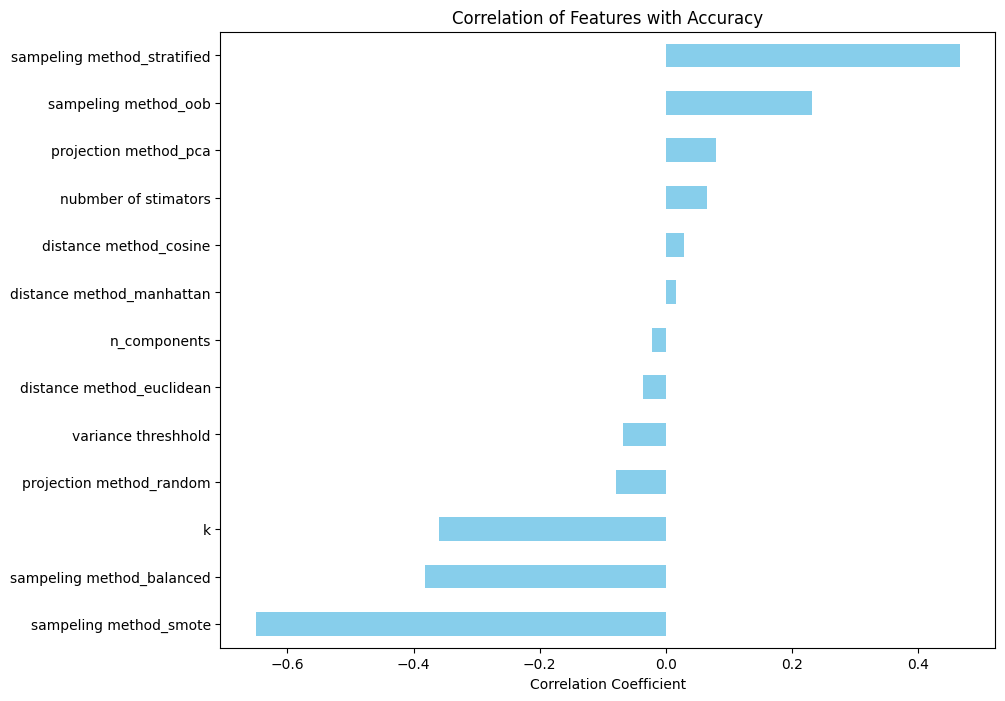 Correlation of Features with Accuracy
sampeling method_stratified
sampeling method_oob
projection method_pca
nubmber of stimators
distance method_cosine
distance method_manhattan
n_components
distance method_euclidean
variance threshhold
projection method_random
k
sampeling method_balanced
sampeling method_smote
−0.6 −0.4 −0.2 0.0 0.2 0.4
Correlation Coefficient